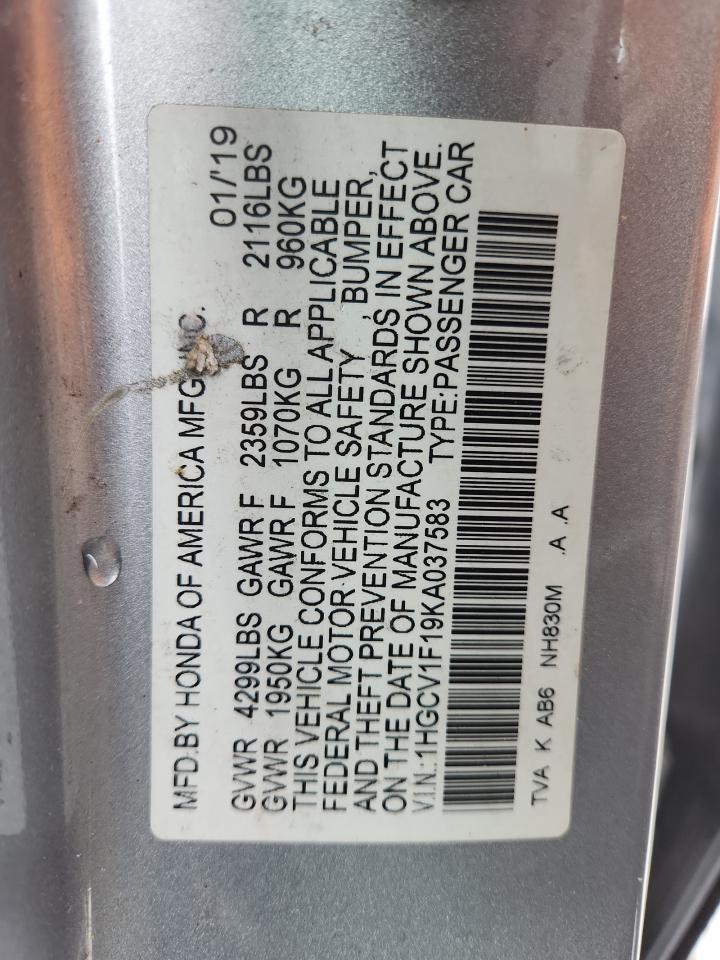 MFD.BY HONDA OF AMERICA MFG.INC. 01/'19
GVWR 4299LBS GAWR F 2359LBS R 2116LBS
GVWR 1950KG GAWR F 1070KG R 960KG
THIS VEHICLE CONFORMS TO ALL APPLICABLE
FEDERAL MOTOR VEHICLE SAFETY , BUMPER,
AND THEFT PREVENTION STANDARDS IN EFFECT
ON THE DATE OF MANUFACTURE SHOWN ABOVE.
V.I.N.:1HGCV1F19KA037583 TYPE:PASSENGER CAR
TVA K AB6 NH830M .A .A